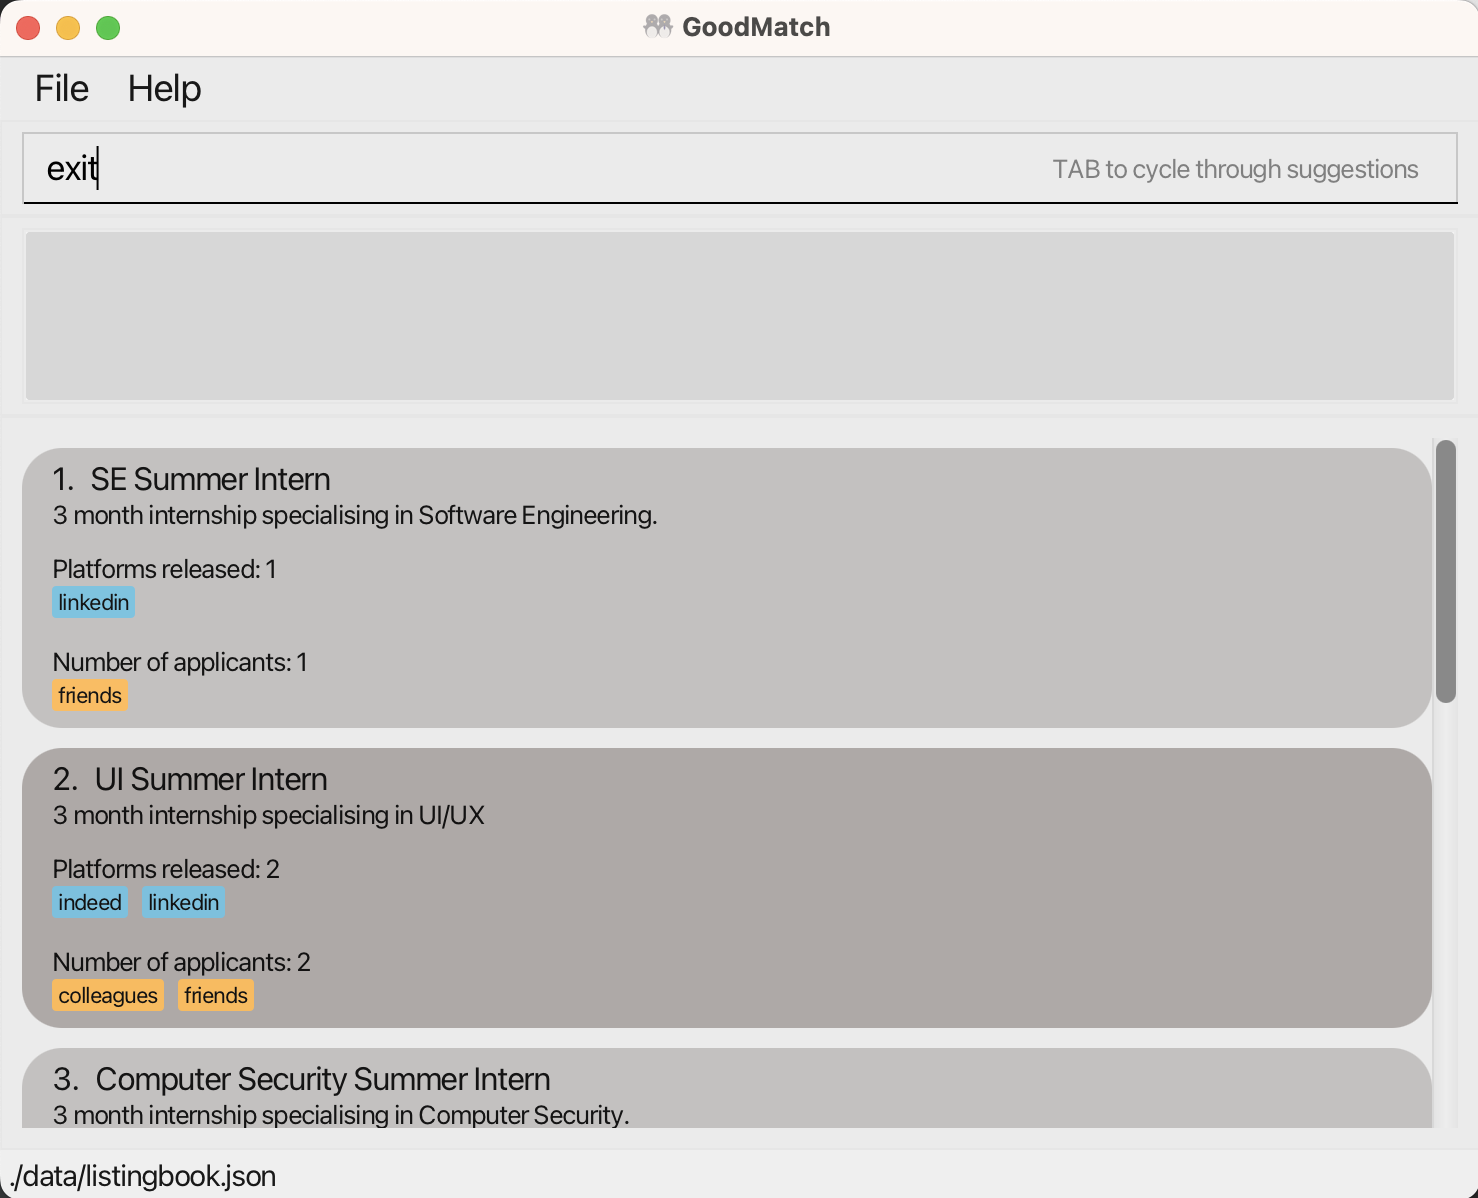 GoodMatch
File Help
exit TAB to cycle through suggestions
1. SE Summer Intern
3 month internship specialising in Software Engineering.
Platforms released: 1
linkedin
Number of applicants: 1
friends
2. UI Summer Intern
3 month internship specialising in UI/UX
Platforms released: 2
indeed linkedin
Number of applicants: 2
colleagues friends
3. Computer Security Summer Intern
3 month internship specialising in Computer Security.
./data/listingbook.json